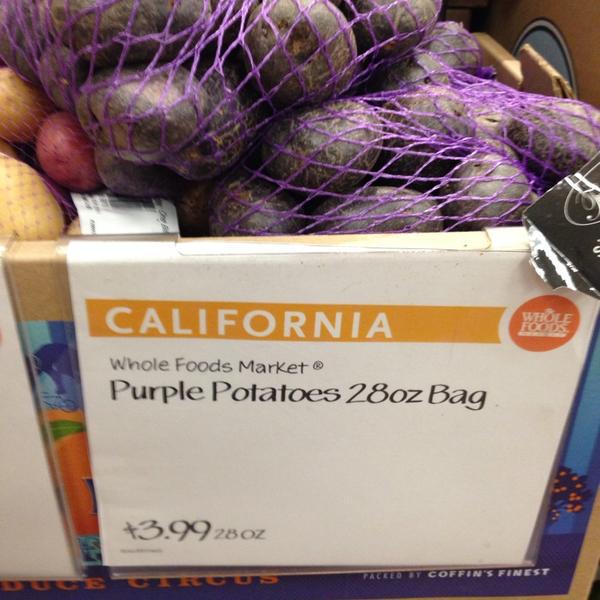 CALIFORNIA
WHOLE
FOODS
MARKET
Whole Foods Market ®
Purple Potatoes 28oz Bag
$3.99 28 OZ
DUCE CIRCUS
PACKED BY COFFIN'S FINEST